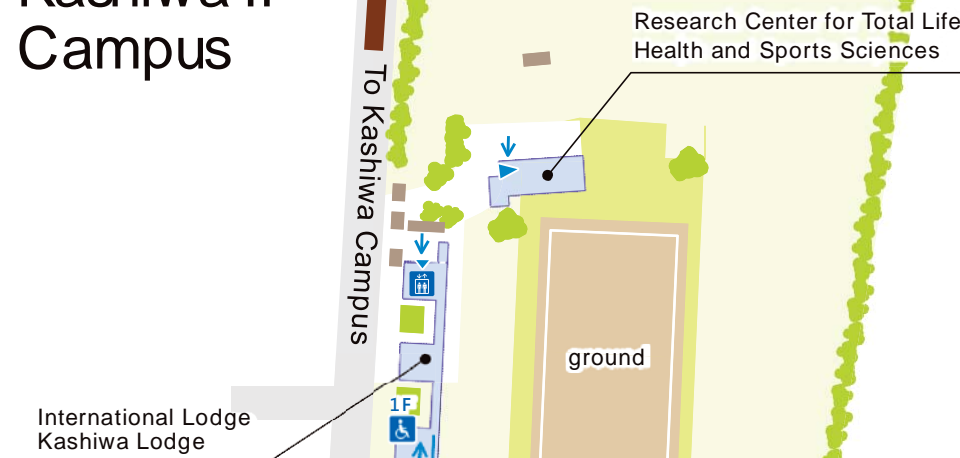 Campus
Research Center for Total Life
Health and Sports Sciences
To Kashiwa Campus
ground
1F
International Lodge
Kashiwa Lodge